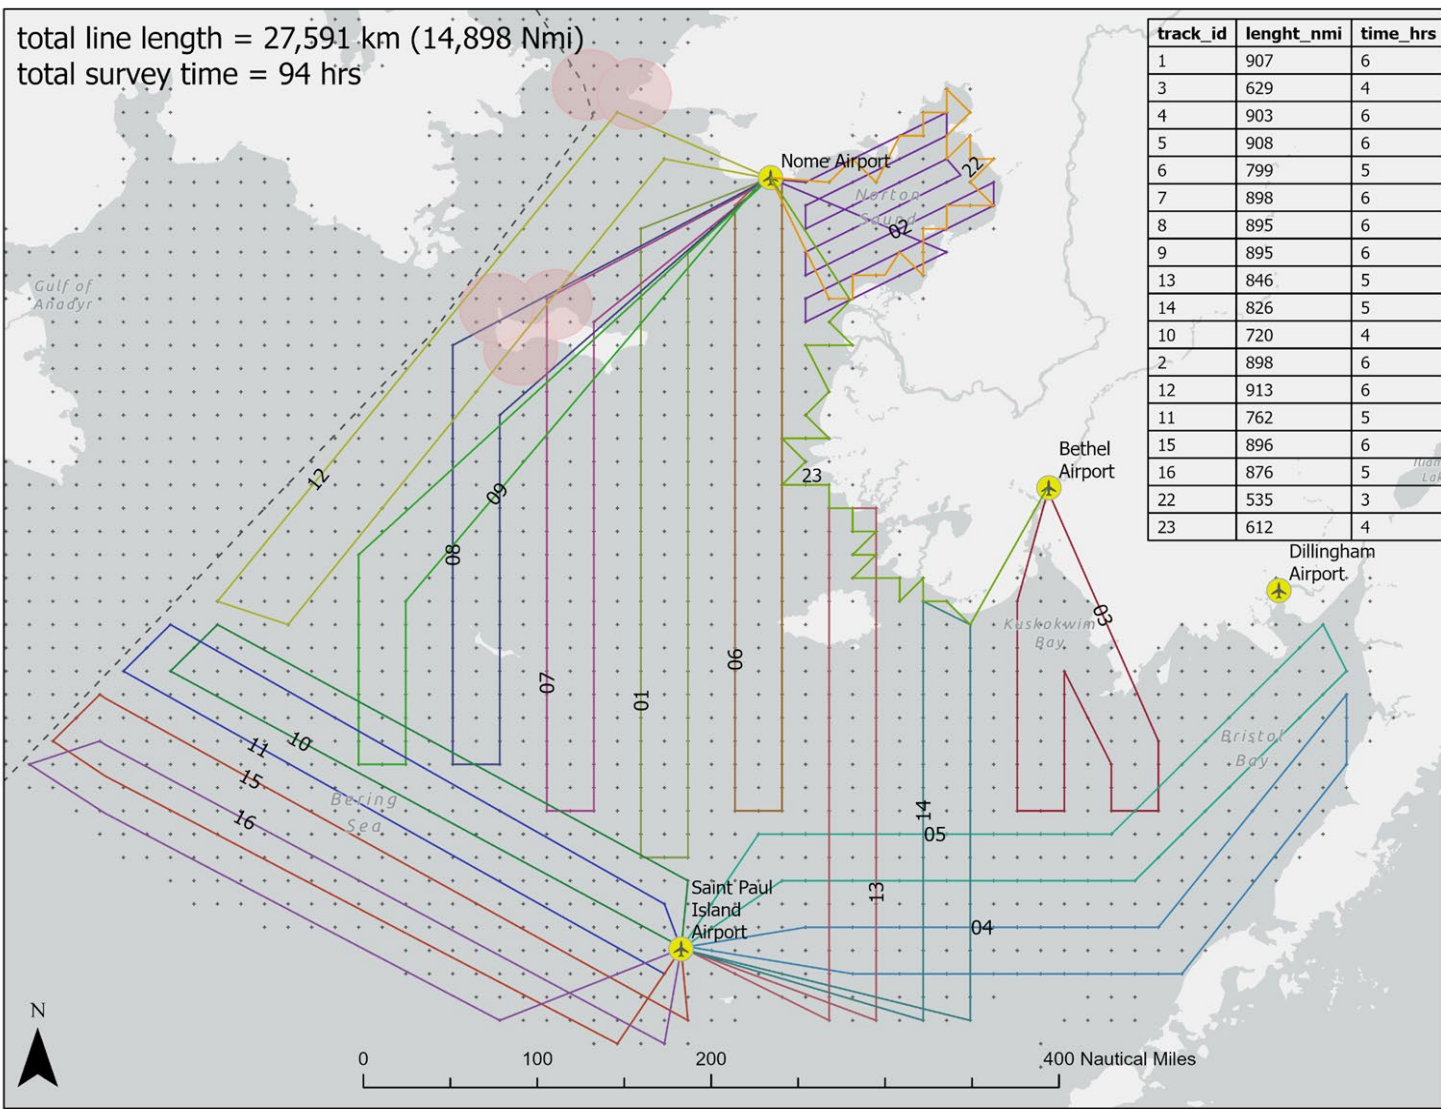 total line length = 27,591 km (14,898 Nmi)
total survey time = 94 hrs
track_id lenght_nmi time_hrs
1 907 6
3 629 4
4 903 6
5 908 6
6 799 5
7 898 6
8 895 6
9 895 6
13 846 5
14 826 5
10 720 4
2 898 6
12 913 6
11 762 5
15 896 6
16 876 5
22 535 3
23 612 4
Nome Airport
22
Norton
Sound
02
Gulf of
Anadyr
Bethel
Airport
12
09
23
08
Dillingham
Airport
03
Kuskokwim
Bay
06
07
01
11
10
15
16
Bristol
Bay
Bering
Sea
14
05
13
04
Saint Paul
Island
Airport
N
0 100 200 400 Nautical Miles